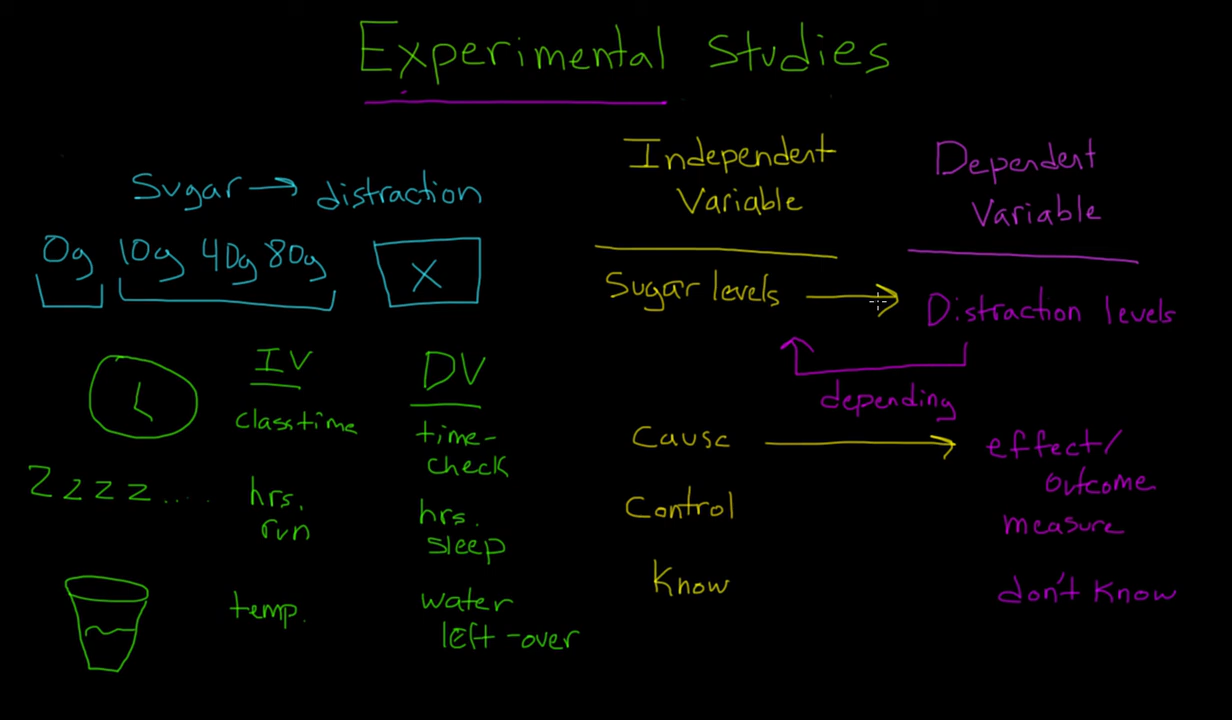 Experimental Studies
Sugar → distraction
0g 10g 40g 80g X
IV DV
classtime
time-
check
Zzzz.....
hrs.
run
hrs.
sleep
temp.
water
left-over
Independent
Variable
Dependent
Variable
Sugar levels → Distraction levels
depending
Cause → effect/
outcome
Control
measure
Know
don't know